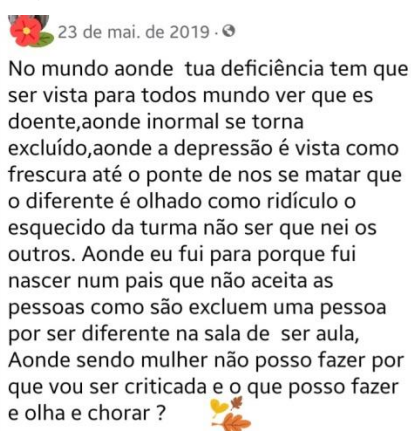 23 de mai. de 2019 ·
No mundo aonde tua deficiência tem que
ser vista para todos mundo ver que es
doente,aonde inormal se torna
excluído,aonde a depressão é vista como
frescura até o ponte de nos se matar que
o diferente é olhado como ridículo o
esquecido da turma não ser que nei os
outros. Aonde eu fui para porque fui
nascer num pais que não aceita as
pessoas como são excluem uma pessoa
por ser diferente na sala de ser aula,
Aonde sendo mulher não posso fazer por
que vou ser criticada e o que posso fazer
e olha e chorar ?